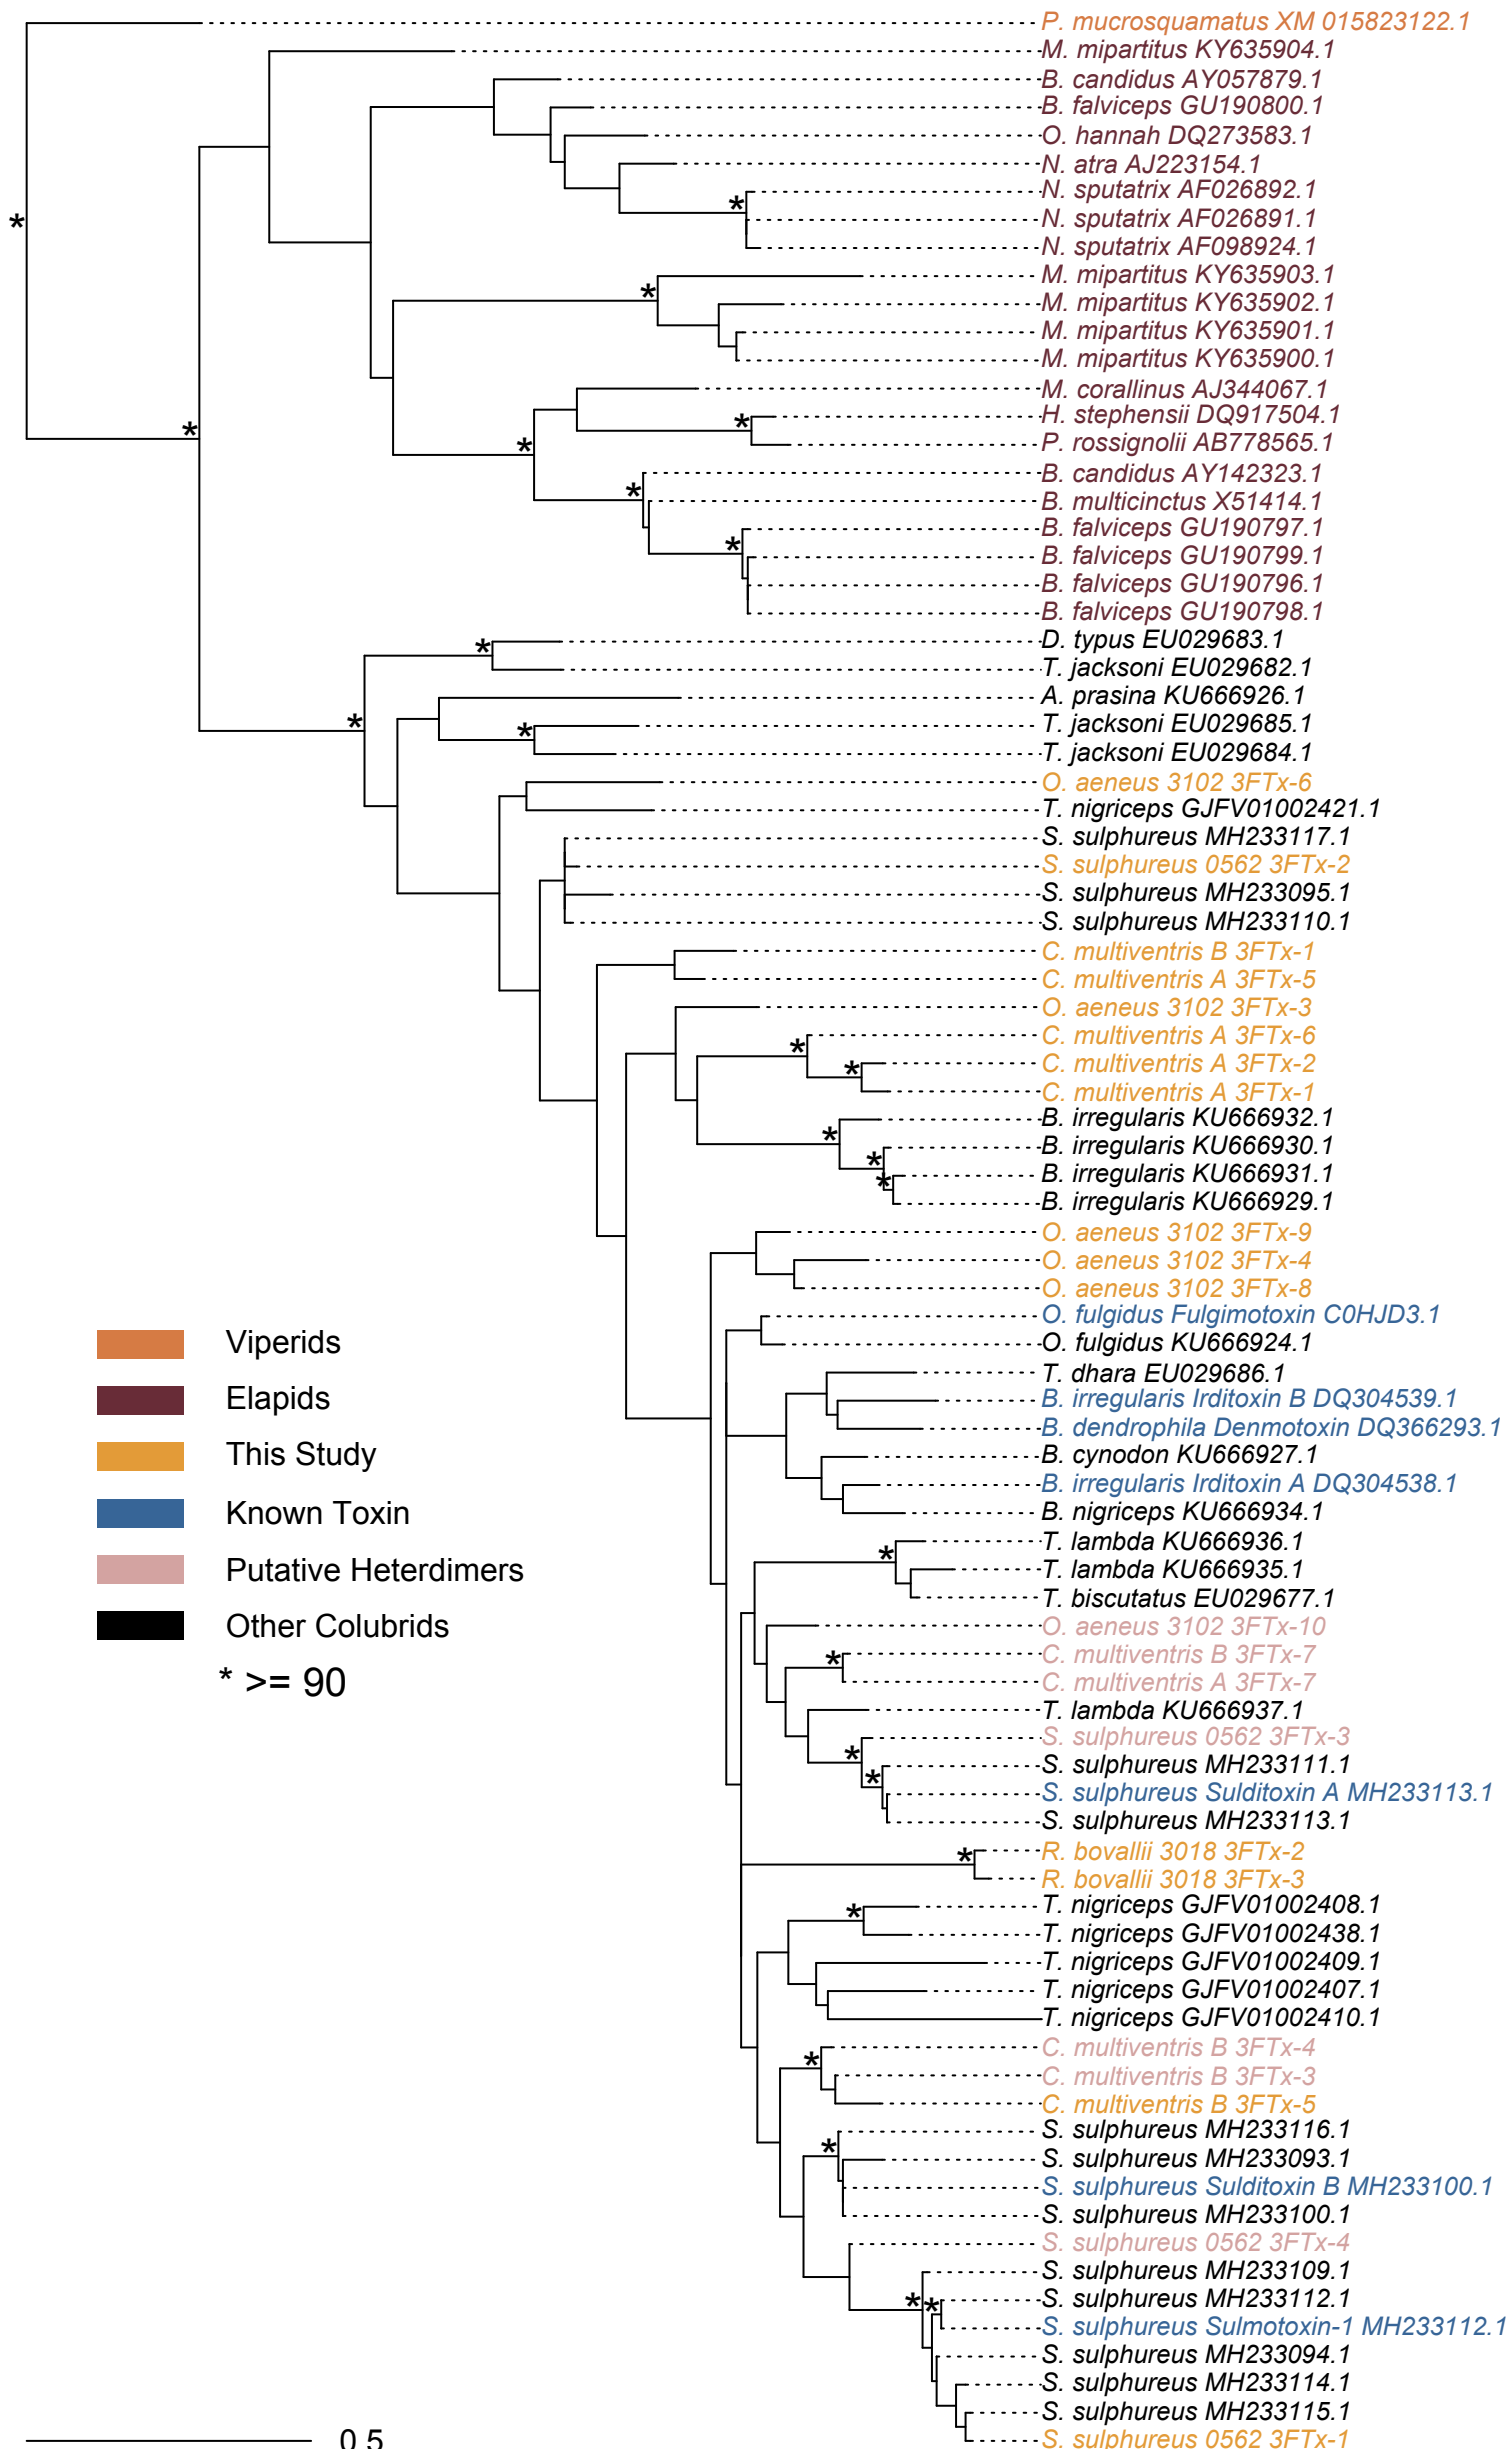 P. mucrosquamatus XM 015823122.1
M. mipartitus KY635904.1
B. candidus AY057879.1
B. falviceps GU190800.1
O. hannah DQ273583.1
N. atra AJ223154.1
N. sputatrix AF026892.1
N. sputatrix AF026891.1
N. sputatrix AF098924.1
M. mipartitus KY635903.1
M. mipartitus KY635902.1
M. mipartitus KY635901.1
M. mipartitus KY635900.1
M. corallinus AJ344067.1
H. stephensii DQ917504.1
P. rossignolii AB778565.1
B. candidus AY142323.1
B. multicinctus X51414.1
B. falviceps GU190797.1
B. falviceps GU190799.1
B. falviceps GU190796.1
B. falviceps GU190798.1
D. typus EU029683.1
T. jacksoni EU029682.1
A. prasina KU666926.1
T. jacksoni EU029685.1
T. jacksoni EU029684.1
O. aeneus 3102 3FTx-6
T. nigriceps GJFV01002421.1
S. sulphureus MH233117.1
S. sulphureus 0562 3FTx-2
S. sulphureus MH233095.1
S. sulphureus MH233110.1
C. multiventris B 3FTx-1
C. multiventris A 3FTx-5
O. aeneus 3102 3FTx-3
C. multiventris A 3FTx-6
C. multiventris A 3FTx-2
C. multiventris A 3FTx-1
B. irregularis KU666932.1
B. irregularis KU666930.1
B. irregularis KU666931.1
B. irregularis KU666929.1
O. aeneus 3102 3FTx-9
O. aeneus 3102 3FTx-4
O. aeneus 3102 3FTx-8
O. fulgidus Fulgimotoxin C0HJD3.1
O. fulgidus KU666924.1
T. dhara EU029686.1
B. irregularis Irditoxin B DQ304539.1
B. dendrophila Denmotoxin DQ366293.1
B. cynodon KU666927.1
B. irregularis Irditoxin A DQ304538.1
B. nigriceps KU666934.1
T. lambda KU666936.1
T. lambda KU666935.1
T. biscutatus EU029677.1
O. aeneus 3102 3FTx-10
C. multiventris B 3FTx-7
C. multiventris A 3FTx-7
T. lambda KU666937.1
S. sulphureus 0562 3FTx-3
S. sulphureus MH233111.1
S. sulphureus Sulditoxin A MH233113.1
S. sulphureus MH233113.1
R. bovallii 3018 3FTx-2
R. bovallii 3018 3FTx-3
T. nigriceps GJFV01002408.1
T. nigriceps GJFV01002438.1
T. nigriceps GJFV01002409.1
T. nigriceps GJFV01002407.1
T. nigriceps GJFV01002410.1
C. multiventris B 3FTx-4
C. multiventris B 3FTx-3
C. multiventris B 3FTx-5
S. sulphureus MH233116.1
S. sulphureus MH233093.1
S. sulphureus Sulditoxin B MH233100.1
S. sulphureus MH233100.1
S. sulphureus 0562 3FTx-4
S. sulphureus MH233109.1
S. sulphureus MH233112.1
S. sulphureus Sulmotoxin-1 MH233112.1
S. sulphureus MH233094.1
S. sulphureus MH233114.1
S. sulphureus MH233115.1
S. sulphureus 0562 3FTx-1
Viperids
Elapids
This Study
Known Toxin
Putative Heterdimers
Other Colubrids
* >= 90
0.5